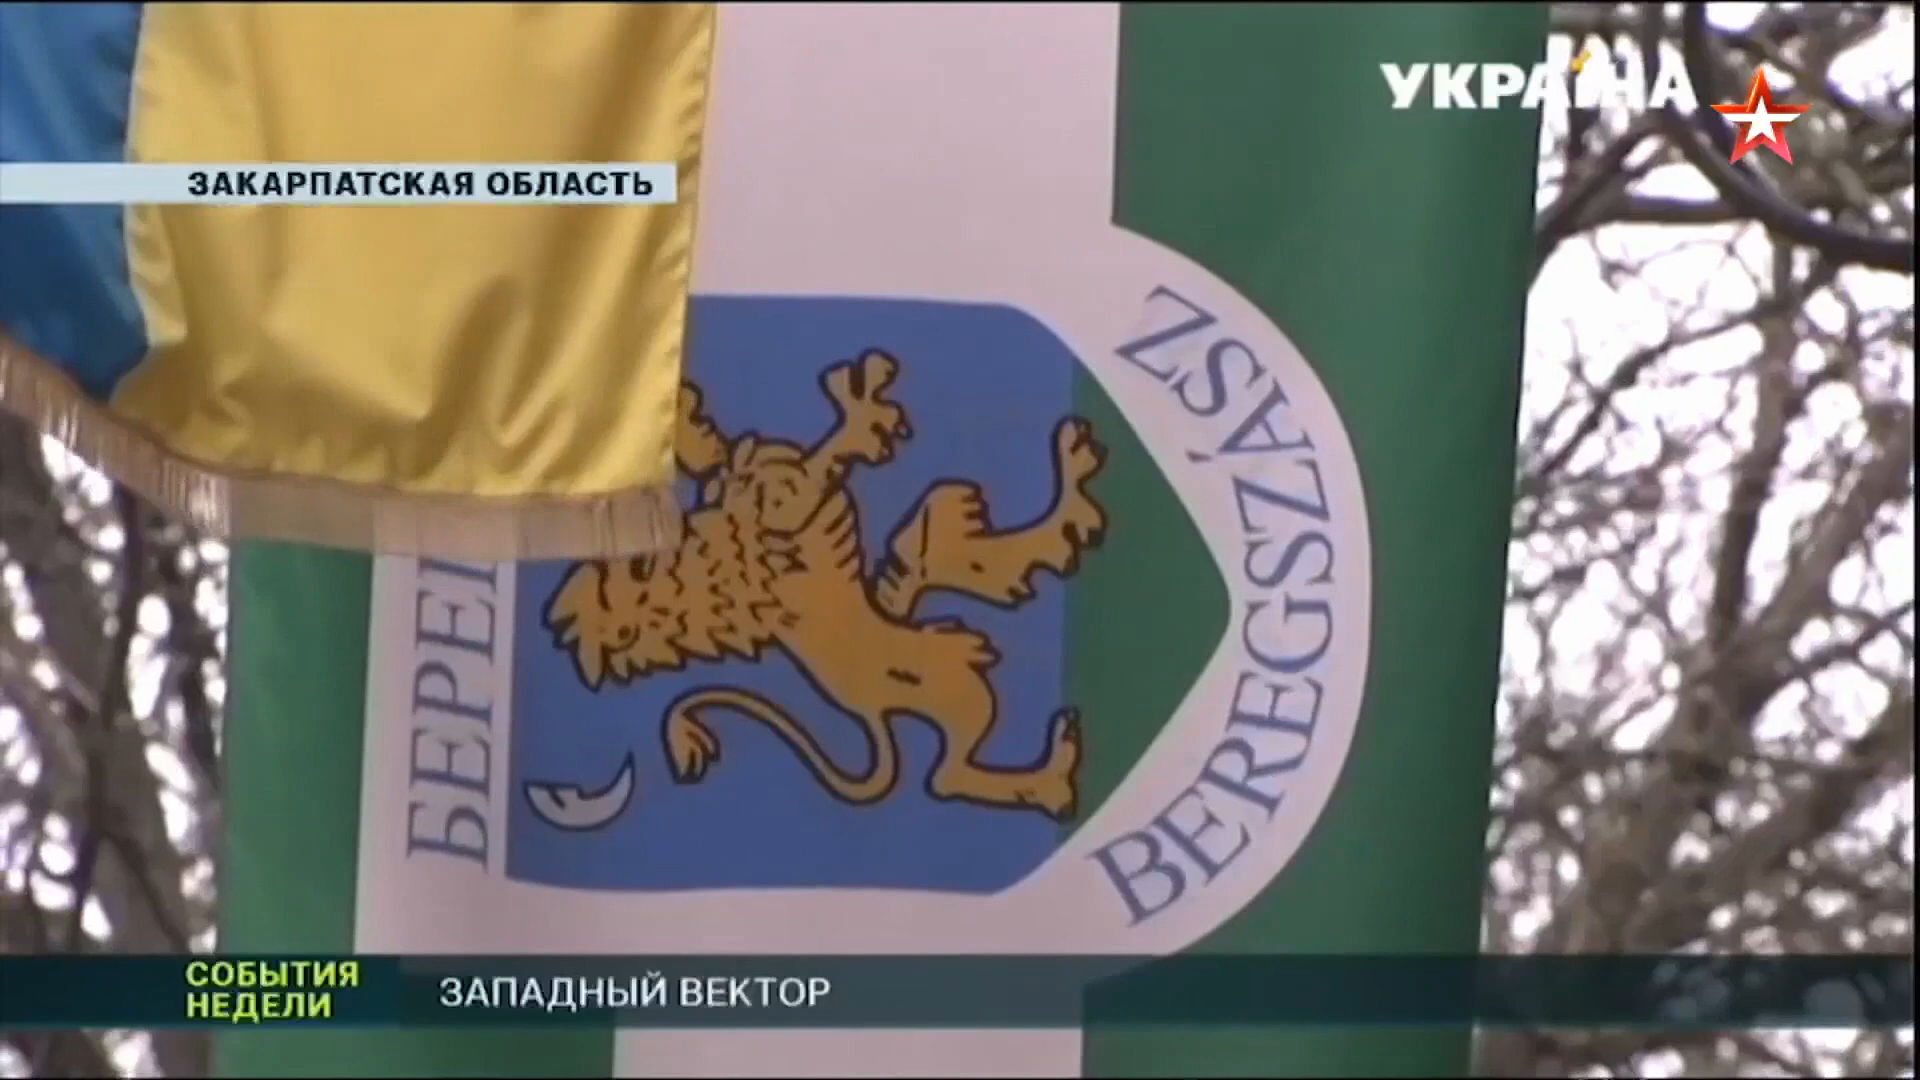 УКРАЇНА
ЗАКАРПАТСКАЯ ОБЛАСТЬ
BEREGSZÁSZ
СОБЫТИЯ
НЕДЕЛИ
ЗАПАДНЫЙ ВЕКТОР